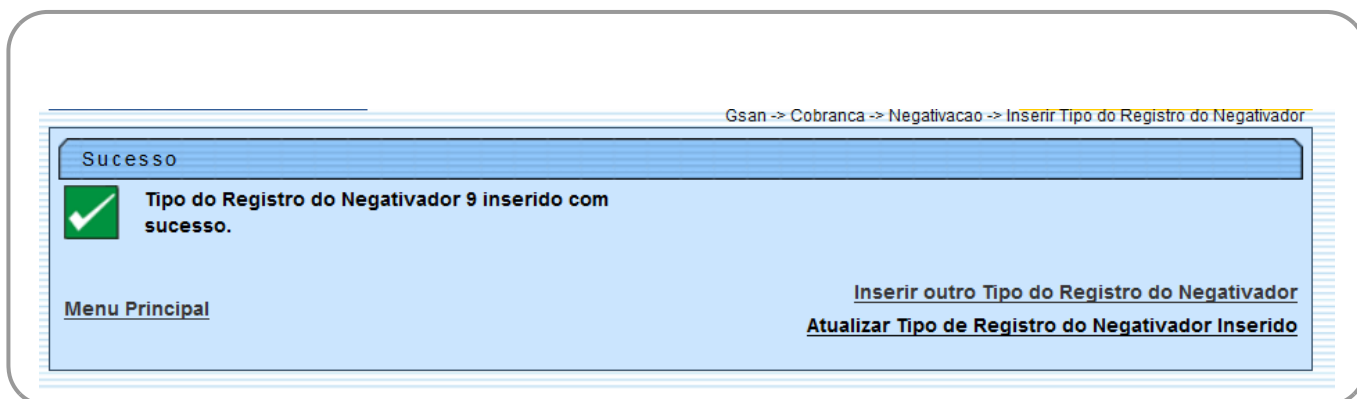 Gsan -> Cobranca -> Negativacao -> Inserir Tipo do Registro do Negativador
Sucesso
Tipo do Registro do Negativador 9 inserido com
sucesso.
Inserir outro Tipo do Registro do Negativador
Menu Principal
Atualizar Tipo de Registro do Negativador Inserido